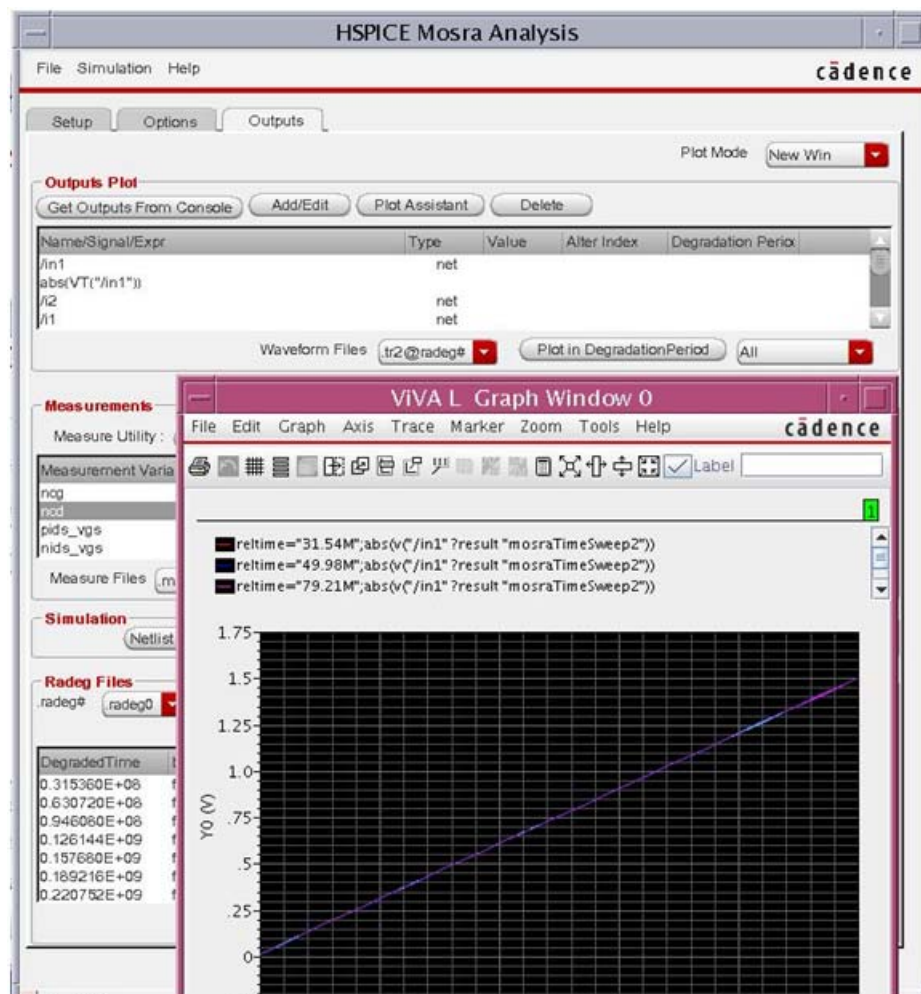 HSPICE Mosra Analysis
File Simulation Help
cādence
Setup Options Outputs
Plot Mode New Win
Outputs Plot
Get Outputs From Console Add/Edit Plot Assistant Delete
Name/Signal/Expr Type Value Alter Index Degradation Perio
/in1 net
abs(VT("/in1"))
/i2 net
/i1 net
Waveform Files .tr2@radeg# Plot in DegradationPeriod All
Measurements
Measure Utility :
Measurement Varia
ncg
ncd
pids_vgs
nids_vgs
Measure Files .m
Simulation
Netlist
Radeg Files
.radeg# .radeg0
DegradedTime
0.315360E+08
0.630720E+08
0.946080E+08
0.126144E+09
0.157680E+09
0.189216E+09
0.220752E+09
ViVA L Graph Window 0
File Edit Graph Axis Trace Marker Zoom Tools Help
cādence
Label
1
reltime="31.54M";abs(v("/in1" ?result "mosraTimeSweep2"))
reltime="49.98M";abs(v("/in1" ?result "mosraTimeSweep2"))
reltime="79.21M";abs(v("/in1" ?result "mosraTimeSweep2"))
1.75
1.5
1.25
1.0
.75
.5
.25
0
Y0 (V)